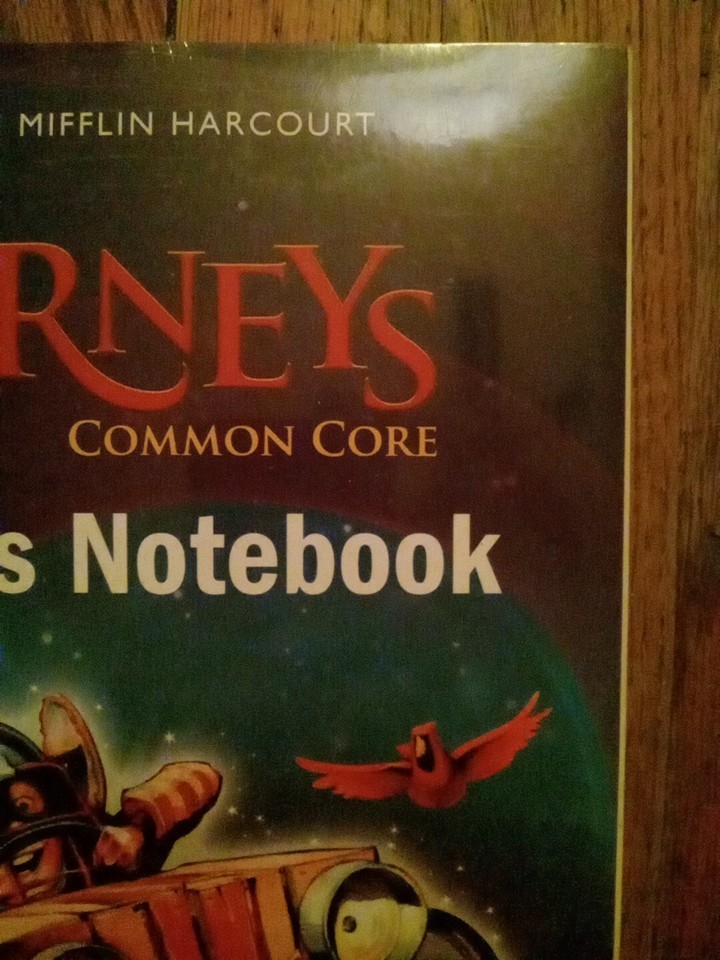 MIFFLIN HARCOURT
RNEYS
COMMON CORE
s Notebook